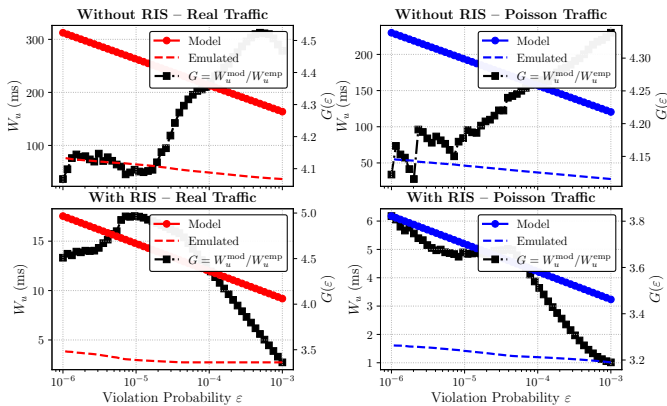 Without RIS – Real Traffic
Without RIS – Poisson Traffic
300
200
100
W_u (ms)
4.5
4.4
4.3
4.2
4.1
G(ε)
Model
Emulated
G = W_u^mod/W_u^emp
200
150
100
50
W_u (ms)
4.30
4.25
4.20
4.15
G(ε)
Model
Emulated
G = W_u^mod/W_u^emp
With RIS – Real Traffic
With RIS – Poisson Traffic
15
10
5
W_u (ms)
5.0
4.5
4.0
3.5
G(ε)
Model
Emulated
G = W_u^mod/W_u^emp
10^−6
10^−5
10^−4
10^−3
Violation Probability ε
6
5
4
3
2
1
W_u (ms)
3.8
3.6
3.4
3.2
G(ε)
Model
Emulated
G = W_u^mod/W_u^emp
10^−6
10^−5
10^−4
10^−3
Violation Probability ε